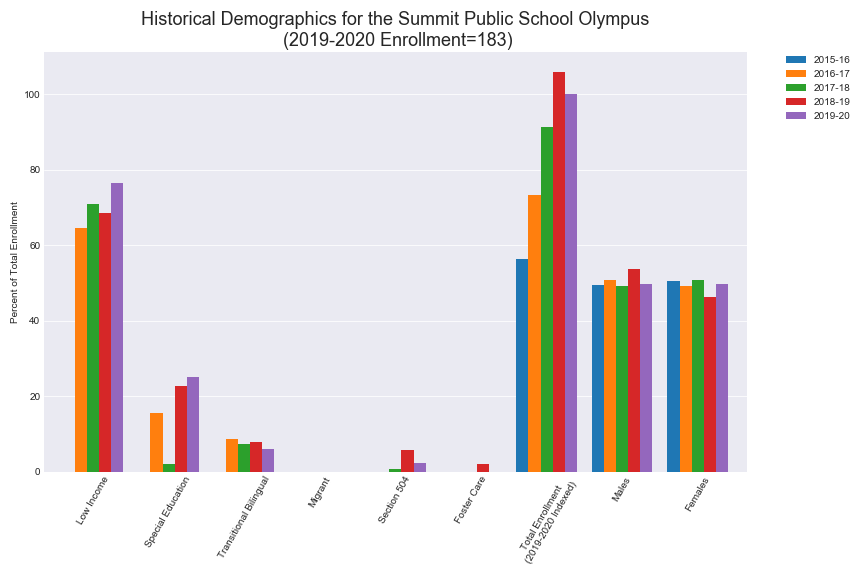 Historical Demographics for the Summit Public School Olympus
(2019-2020 Enrollment=183)
2015-16
2016-17
2017-18
2018-19
2019-20
Percent of Total Enrollment
100
80
60
40
20
0
Low Income
Special Education
Transitional Bilingual
Migrant
Section 504
Foster Care
Total Enrollment
(2019-2020 Indexed)
Males
Females